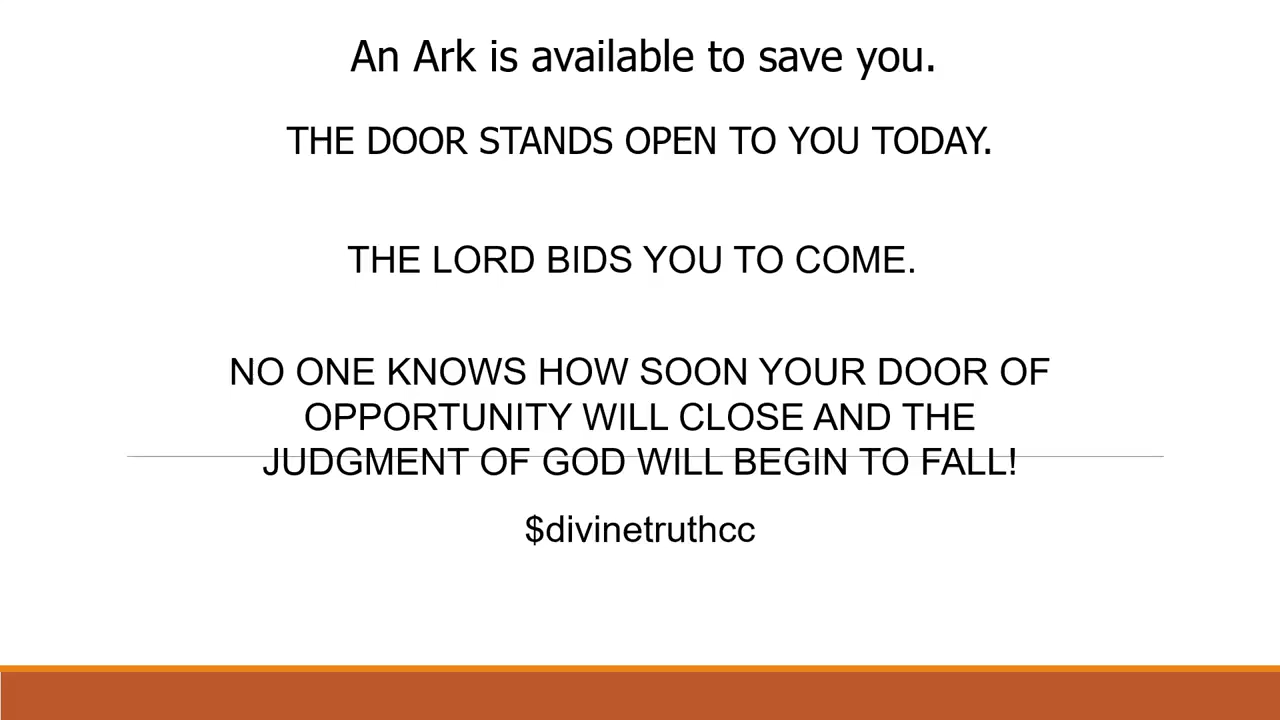 An Ark is available to save you.
THE DOOR STANDS OPEN TO YOU TODAY.
THE LORD BIDS YOU TO COME.
NO ONE KNOWS HOW SOON YOUR DOOR OF
OPPORTUNITY WILL CLOSE AND THE
JUDGMENT OF GOD WILL BEGIN TO FALL!
$divinetruthcc